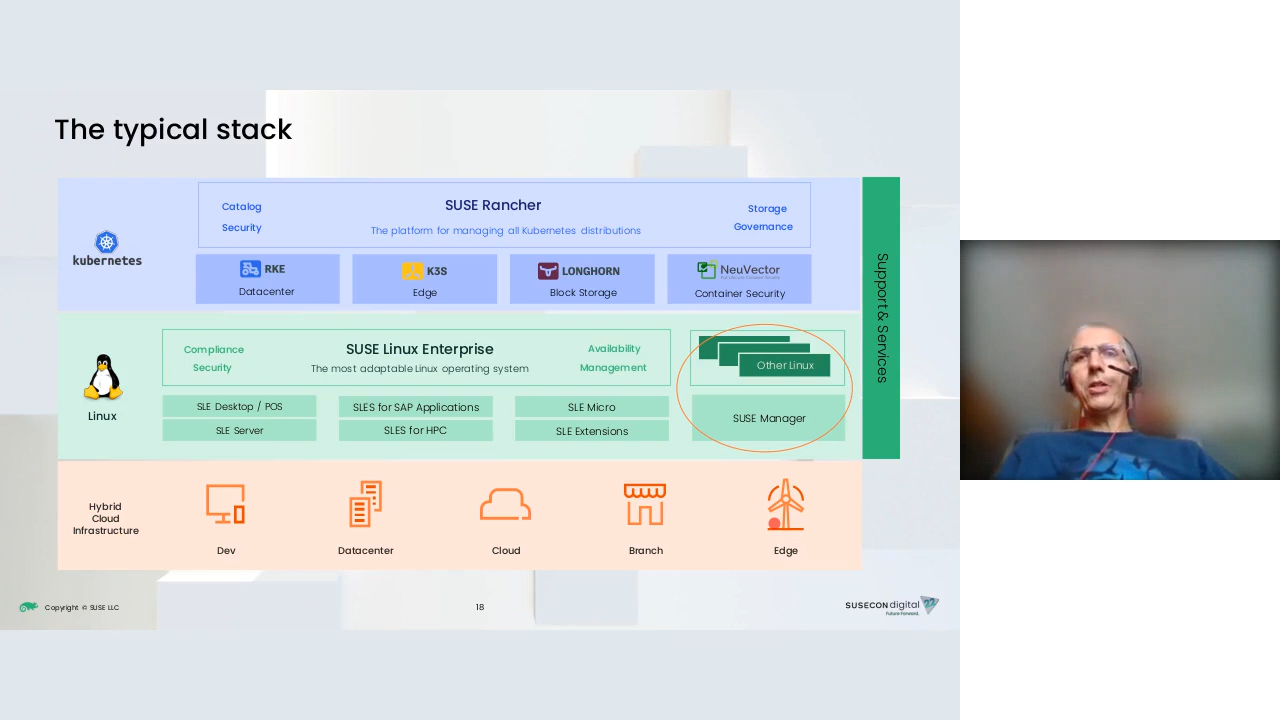 The typical stack
Catalog
Security
SUSE Rancher
The platform for managing all Kubernetes distributions
Storage
Governance
kubernetes
RKE
Datacenter
K3S
Edge
LONGHORN
Block Storage
NeuVector
Container Security
Support & Services
Compliance
Security
SUSE Linux Enterprise
The most adaptable Linux operating system
Availability
Management
Other Linux
Linux
SLE Desktop / POS
SLES for SAP Applications
SLE Micro
SUSE Manager
SLE Server
SLES for HPC
SLE Extensions
Hybrid
Cloud
Infrastructure
Dev
Datacenter
Cloud
Branch
Edge
Copyright © SUSE LLC
18
SUSECON digital 22
Future Forward.